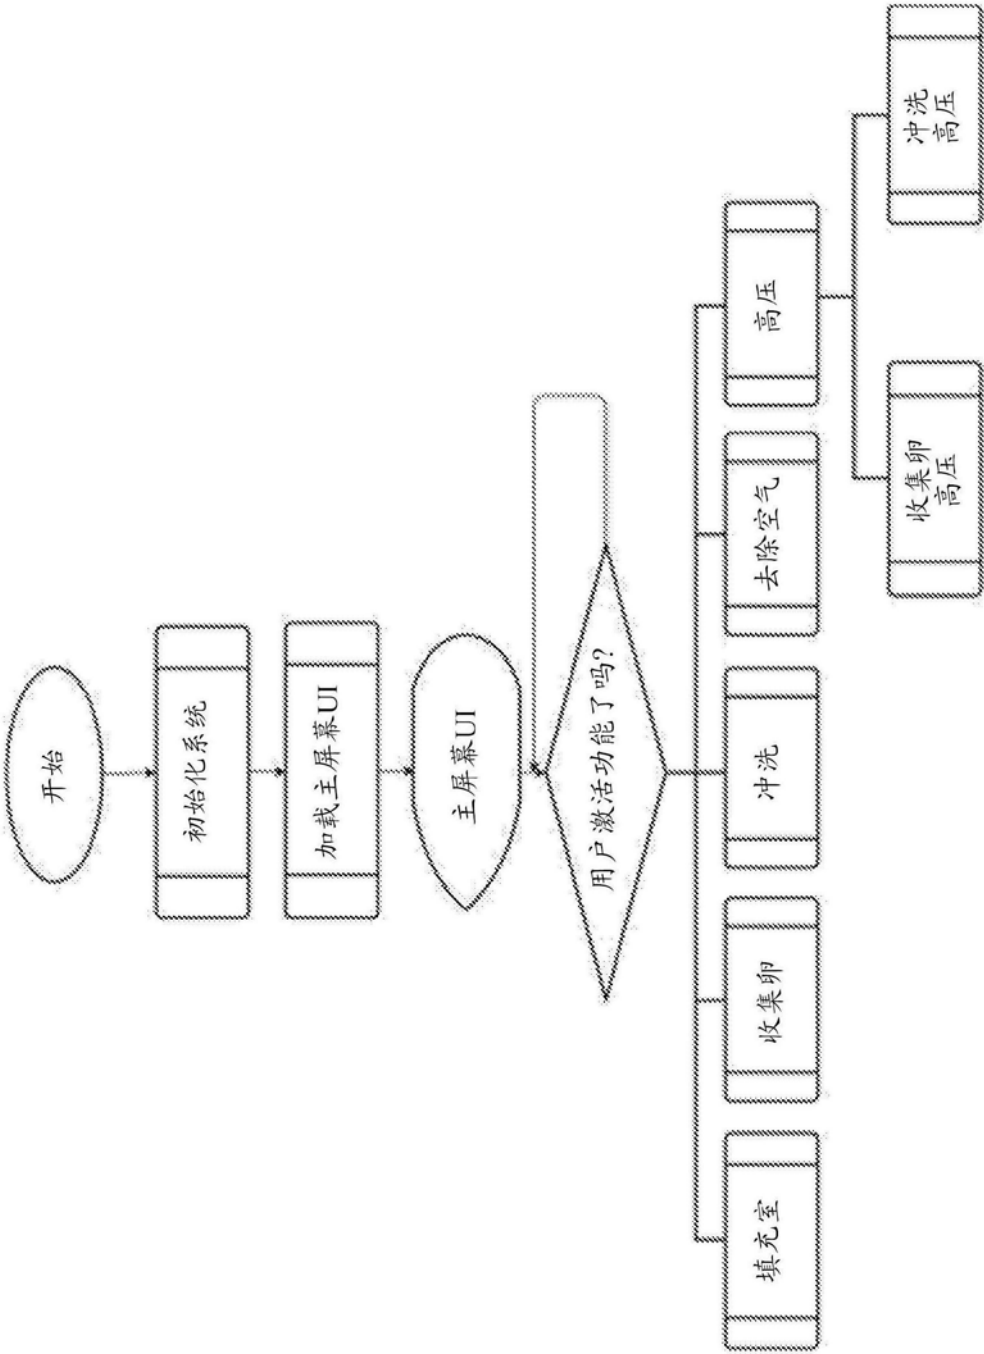 开始
初始化系统
加载主屏幕UI
主屏幕UI
用户激活功能了吗?
填充室
收集卵
冲洗
去除空气
高压
收集卵
高压
冲洗
高压